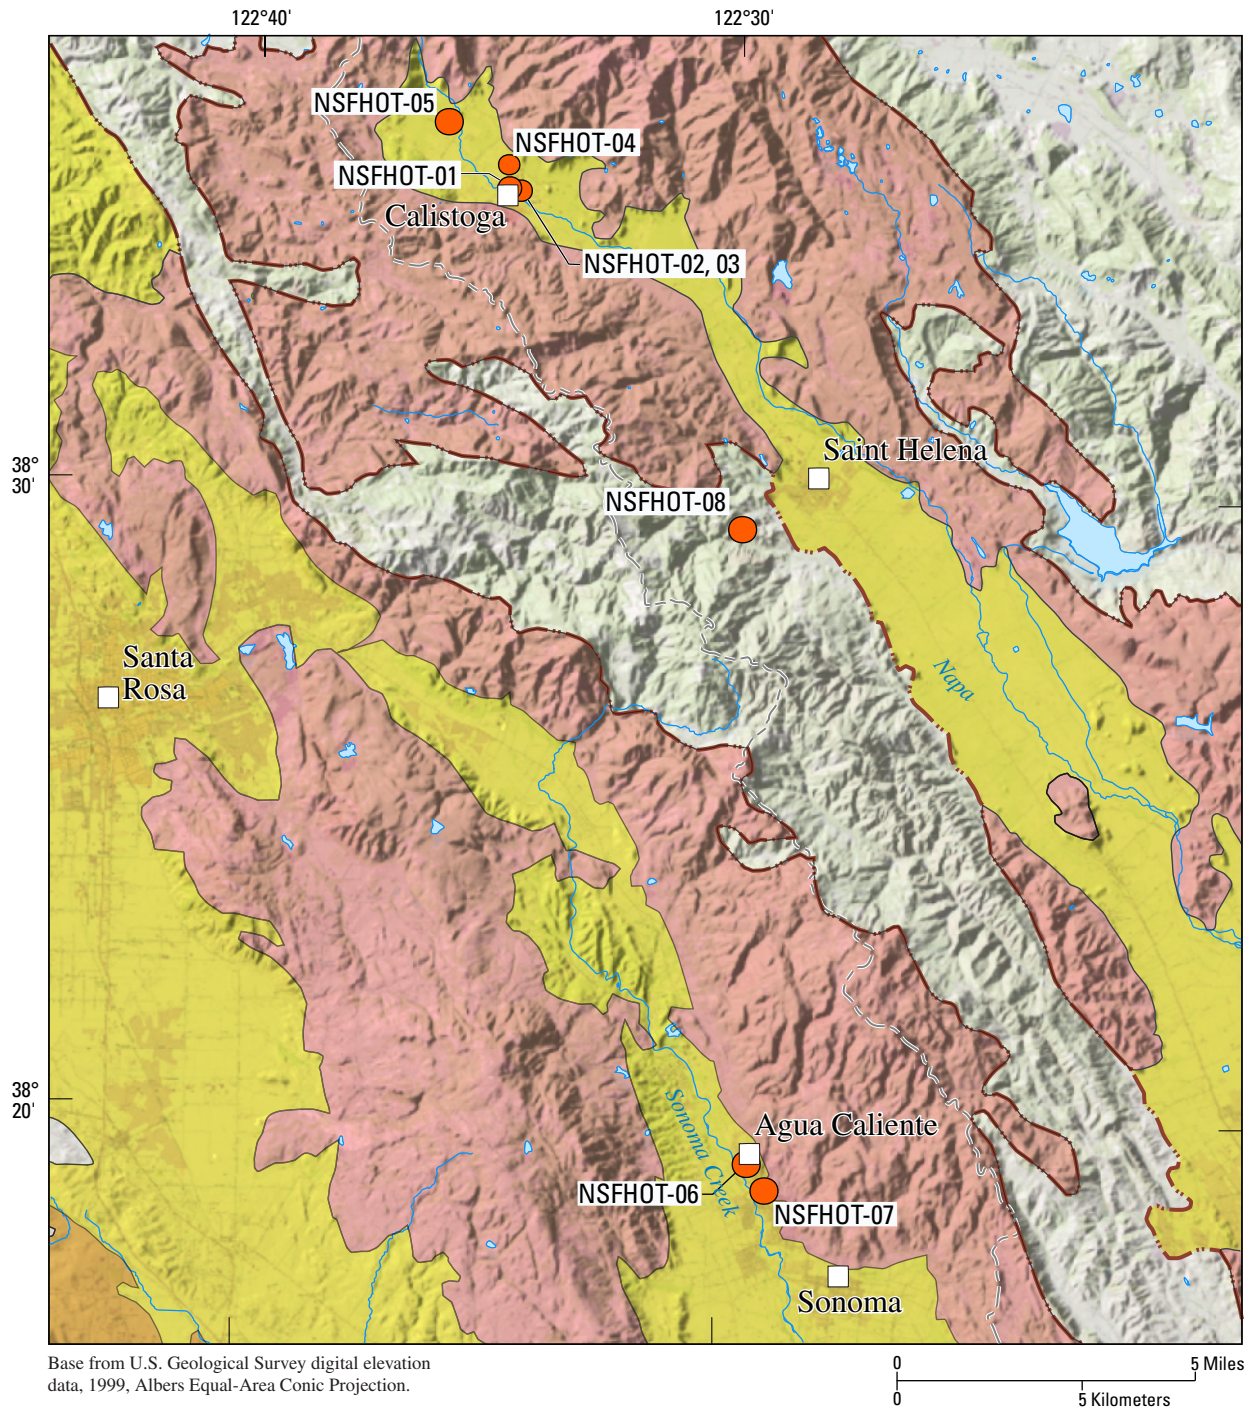 122°40'
122°30'
NSFHOT-05
NSFHOT-04
NSFHOT-01
Calistoga
NSFHOT-02, 03
38°
30'
Saint Helena
NSFHOT-08
Santa
Rosa
Napa
38°
20'
Sonoma Creek
Agua Caliente
NSFHOT-06
NSFHOT-07
Sonoma
Base from U.S. Geological Survey digital elevation
data, 1999, Albers Equal-Area Conic Projection.
0
5 Miles
0
5 Kilometers